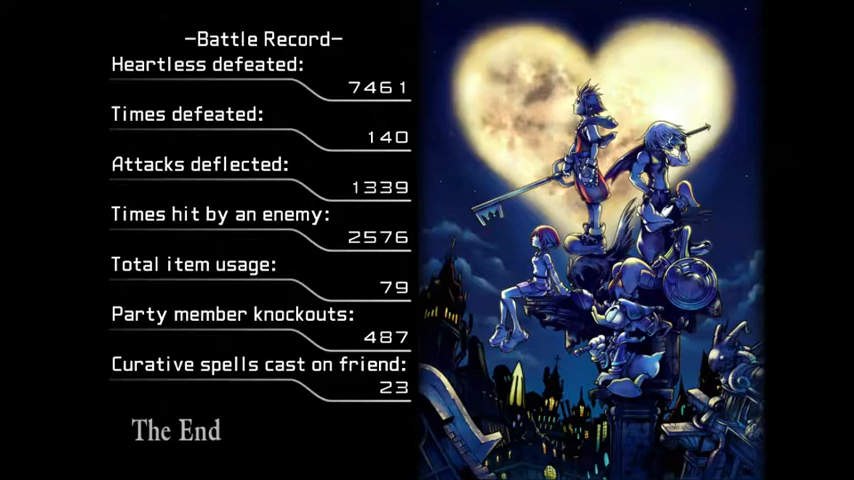 –Battle Record–
Heartless defeated:
7461
Times defeated:
140
Attacks deflected:
1339
Times hit by an enemy:
2576
Total item usage:
79
Party member knockouts:
487
Curative spells cast on friend:
23
The End